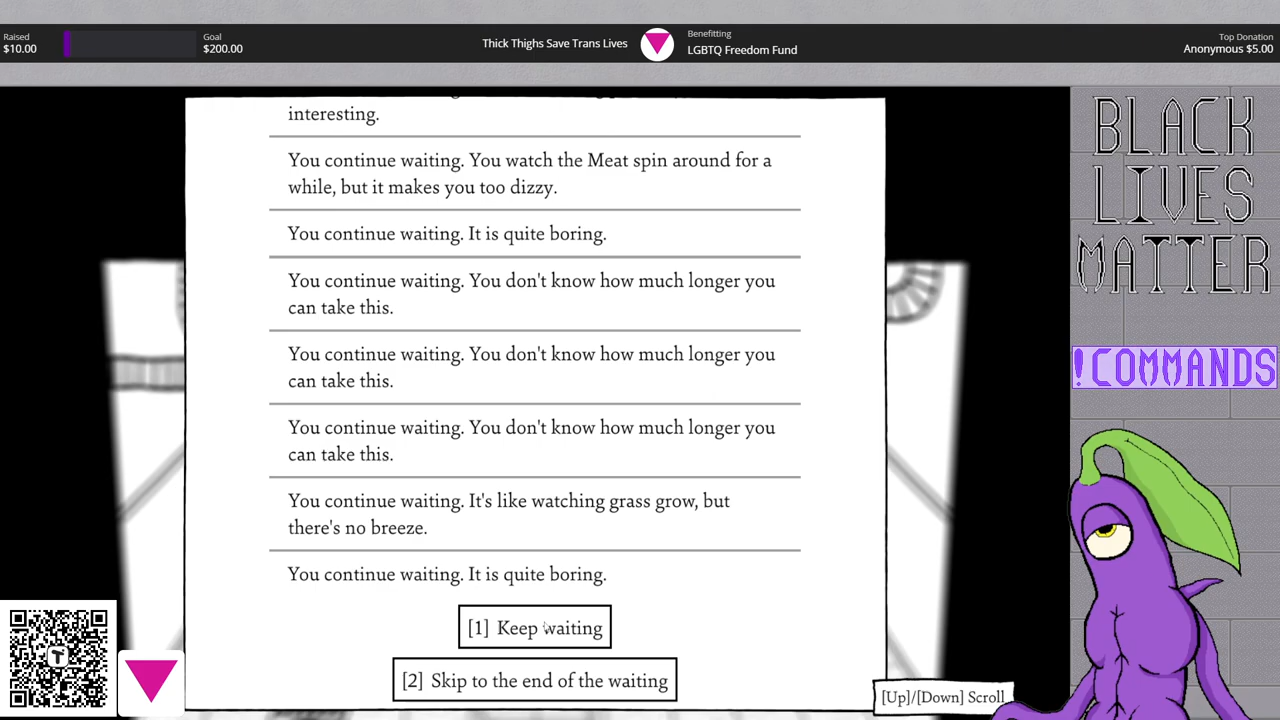 Raised
$10.00
Goal
$200.00
Thick Thighs Save Trans Lives
Benefitting
LGBTQ Freedom Fund
Top Donation
Anonymous $5.00
interesting.
You continue waiting. You watch the Meat spin around for a
while, but it makes you too dizzy.
You continue waiting. It is quite boring.
You continue waiting. You don't know how much longer you
can take this.
You continue waiting. You don't know how much longer you
can take this.
You continue waiting. You don't know how much longer you
can take this.
You continue waiting. It's like watching grass grow, but
there's no breeze.
You continue waiting. It is quite boring.
[1] Keep waiting
[2] Skip to the end of the waiting
[Up]/[Down] Scroll
BLACK
LIVES
MATTER
!COMMANDS
T